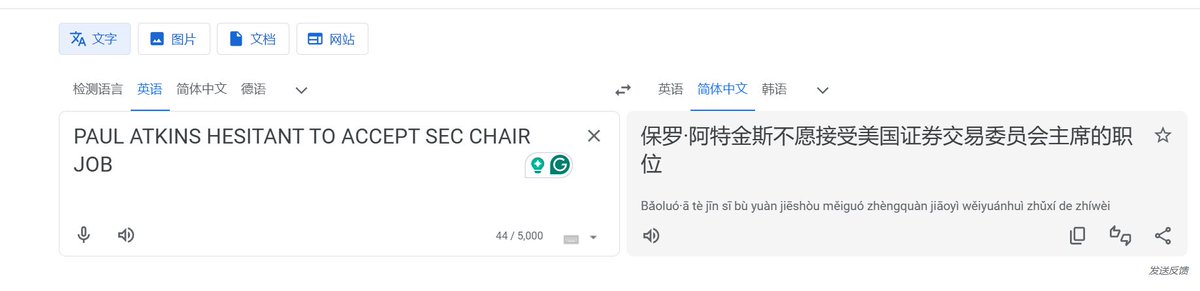 文字 图片 文档 网站
检测语言 英语 简体中文 德语 英语 简体中文 韩语
PAUL ATKINS HESITANT TO ACCEPT SEC CHAIR
JOB
保罗·阿特金斯不愿接受美国证券交易委员会主席的职
位
Bǎoluó·ā tè jīn sī bù yuàn jiēshòu měiguó zhèngquàn jiāoyì wěiyuánhuì zhǔxí de zhíwèi
44 / 5,000
发送反馈